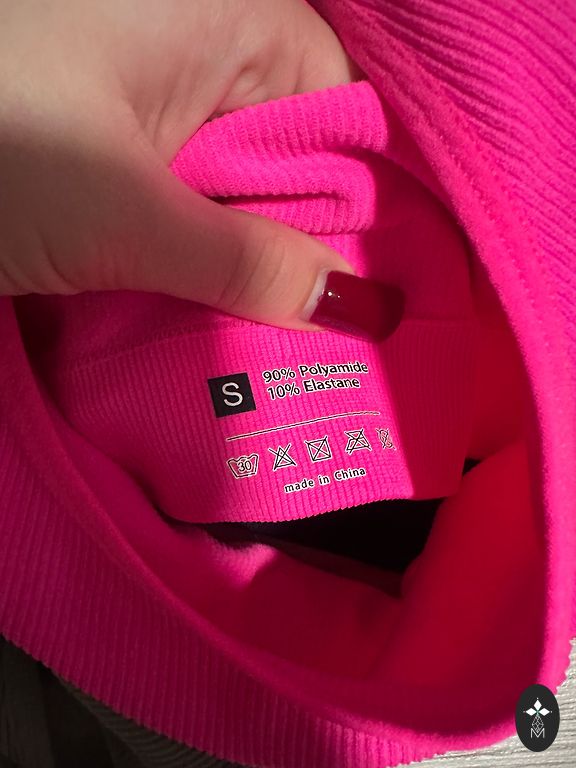 S
90% Polyamide
10% Elastane
30
made in China
M